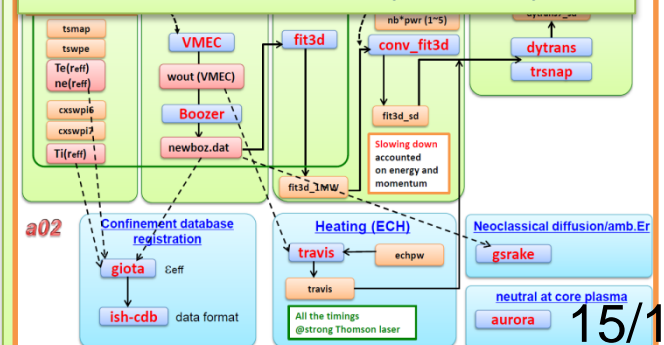 tsmap
tswpe
Te(reff)
ne(reff)
cxswpi6
cxswpi7
Ti(reff)
VMEC
wout (VMEC)
Boozer
newboz.dat
fit3d
fit3d_1MW
nb*pwr (1~5)
conv_fit3d
fit3d_sd
Slowing down
accounted
on energy and
momentum
dytrans
trsnap
a02
Confinement database
registration
giota
εeff
ish-cdb
data format
Heating (ECH)
travis
echpw
travis
All the timings
@strong Thomson laser
Neoclassical diffusion/amb.Er
gsrake
neutral at core plasma
aurora
15/1